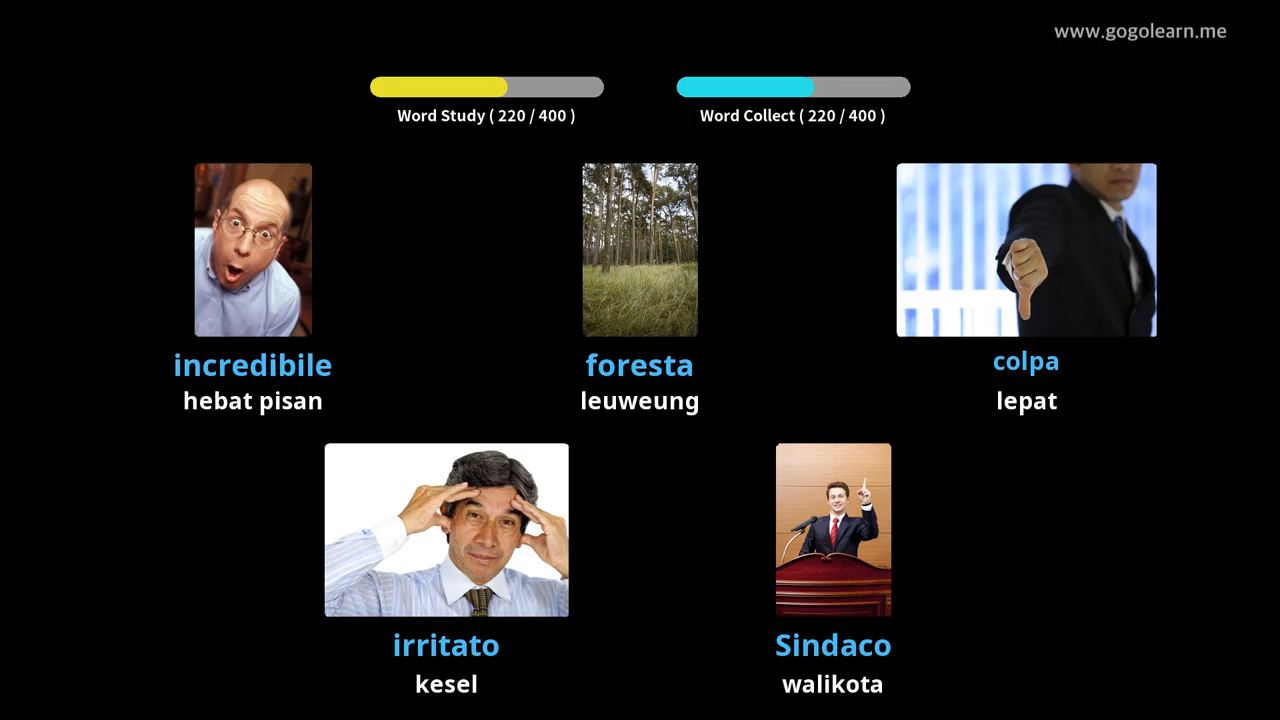 www.gogolearn.me
Word Study ( 220 / 400 )
Word Collect ( 220 / 400 )
incredibile
hebat pisan
foresta
leuweung
colpa
lepat
irritato
kesel
Sindaco
walikota